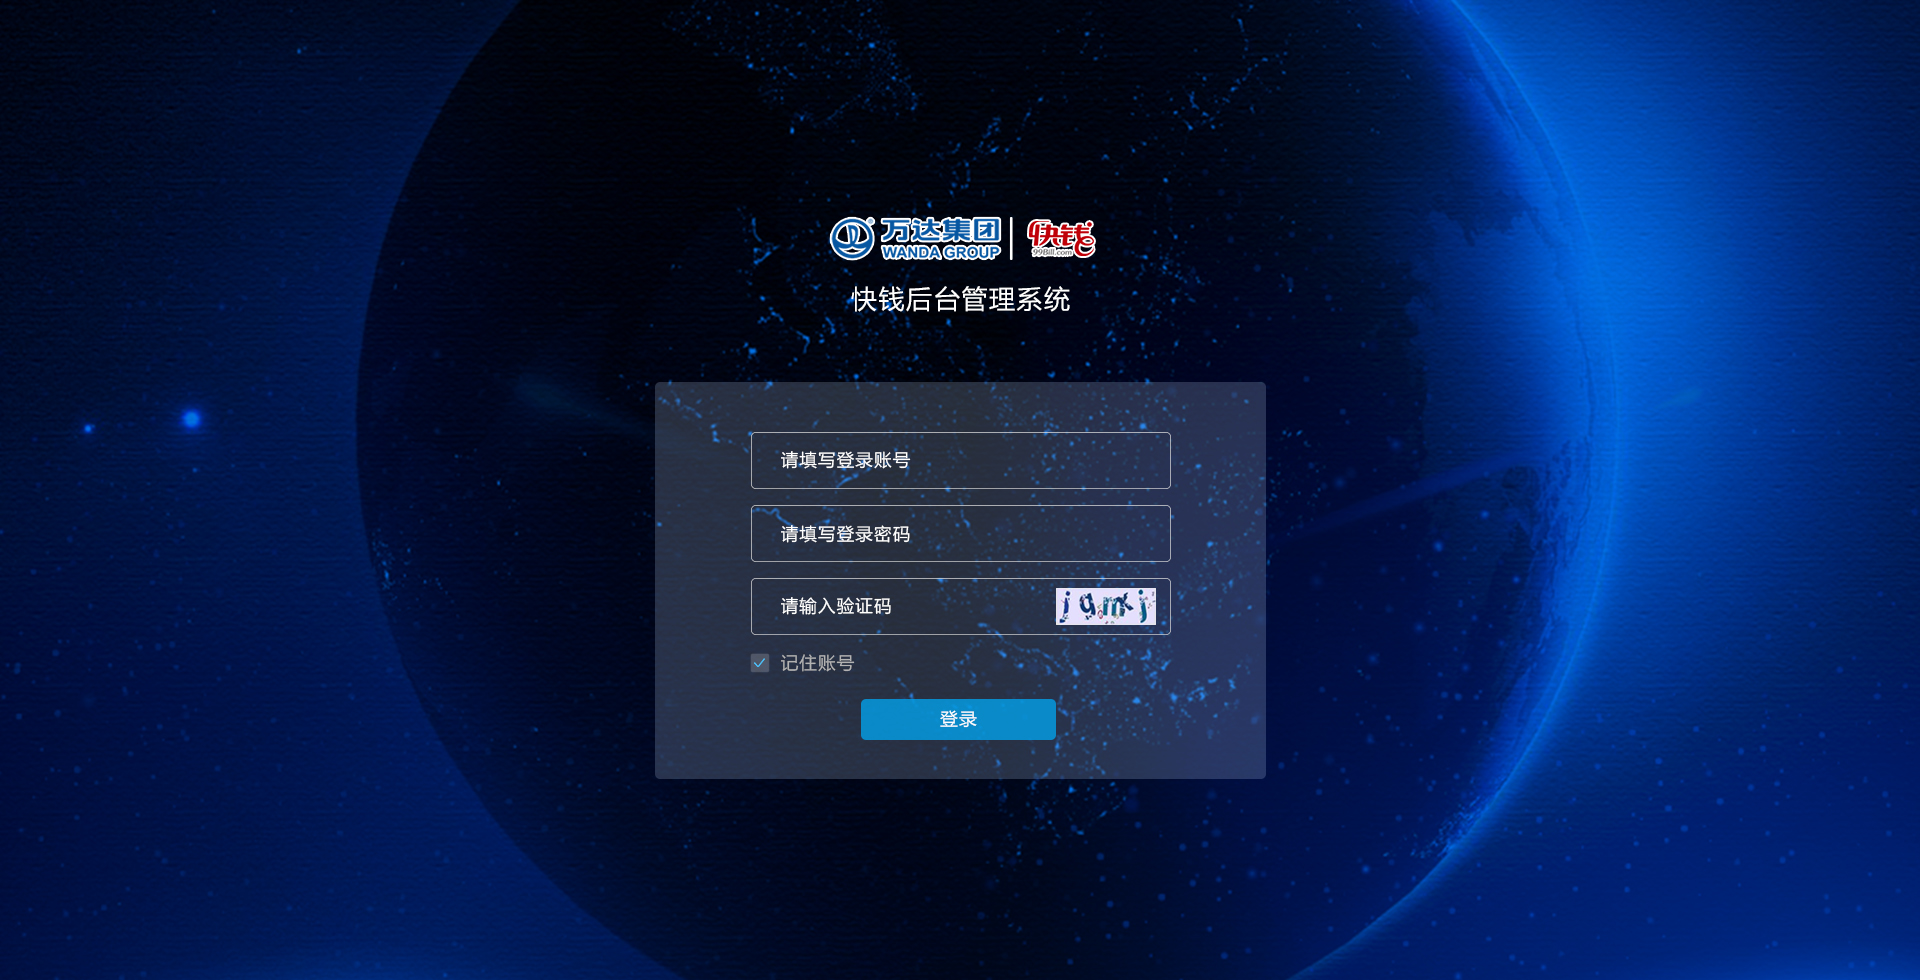 万达集团 快钱
WANDA GROUP 99Bill.com
快钱后台管理系统
请填写登录账号
请填写登录密码
请输入验证码
记住账号
登录